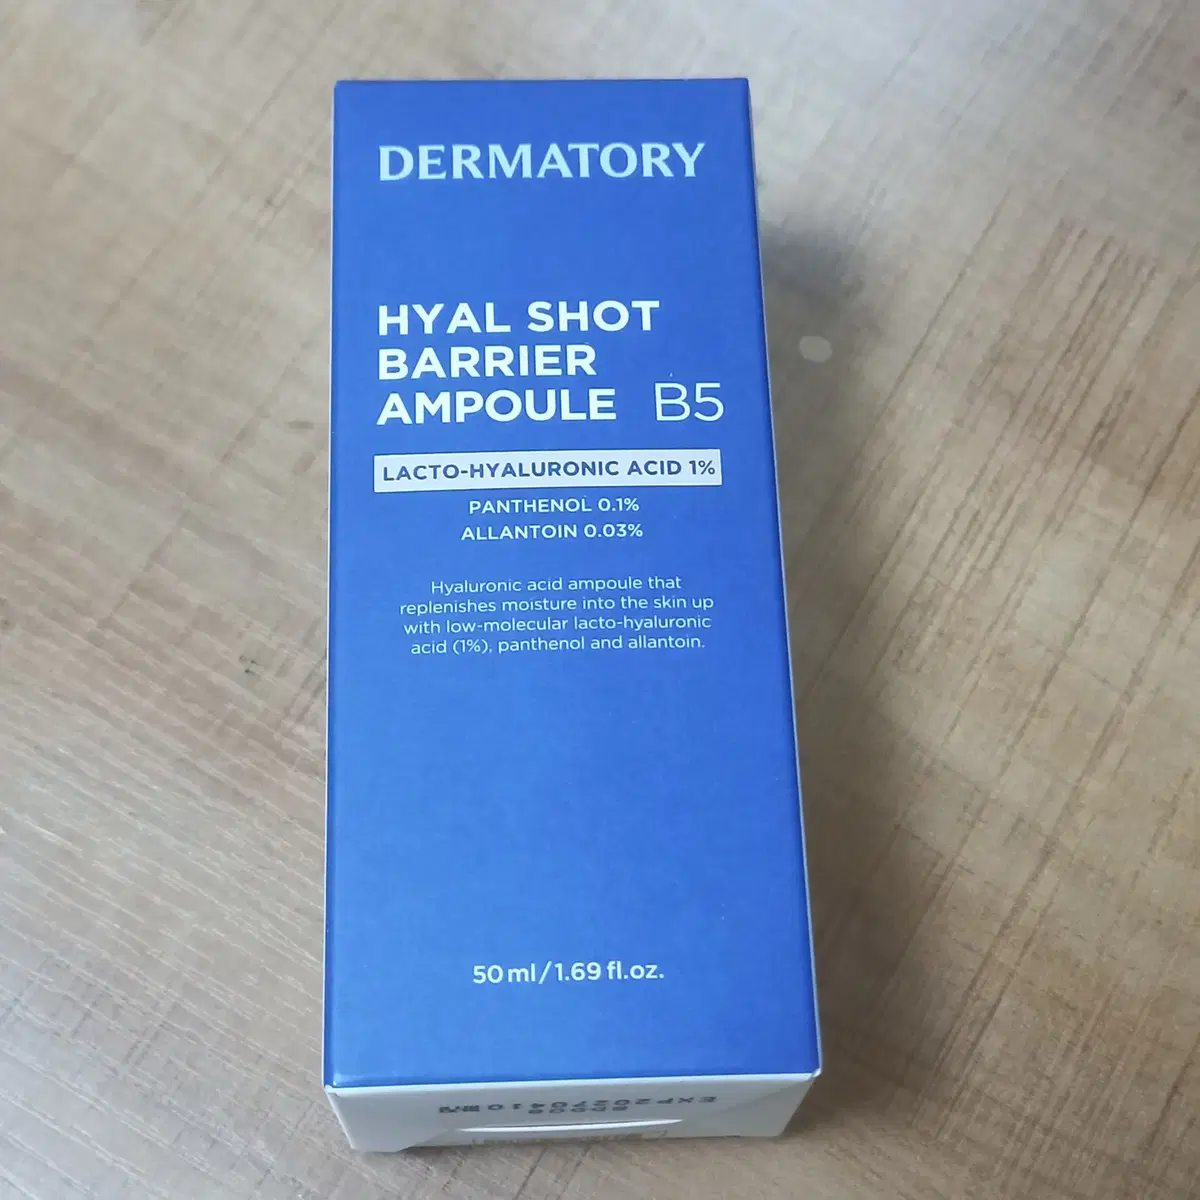 DERMATORY
HYAL SHOT
BARRIER
AMPOULE B5
LACTO-HYALURONIC ACID 1%
PANTHENOL 0.1%
ALLANTOIN 0.03%
Hyaluronic acid ampoule that
replenishes moisture into the skin up
with low-molecular lacto-hyaluronic
acid (1%), panthenol and allantoin.
50 ml/1.69 fl.oz.
EXP20270410